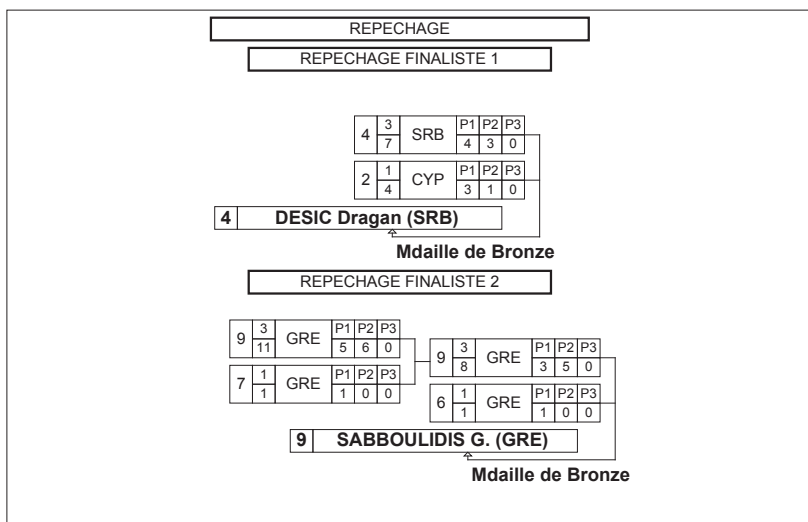 REPECHAGE
REPECHAGE FINALISTE 1
4 3 SRB P1 P2 P3
7 4 3 0
2 1 CYP P1 P2 P3
4 3 1 0
4 DESIC Dragan (SRB)
Mdaille de Bronze
REPECHAGE FINALISTE 2
9 3 GRE P1 P2 P3
11 5 6 0
9 3 GRE P1 P2 P3
8 3 5 0
7 1 GRE P1 P2 P3
1 1 0 0
6 1 GRE P1 P2 P3
1 1 0 0
9 SABBOULIDIS G. (GRE)
Mdaille de Bronze